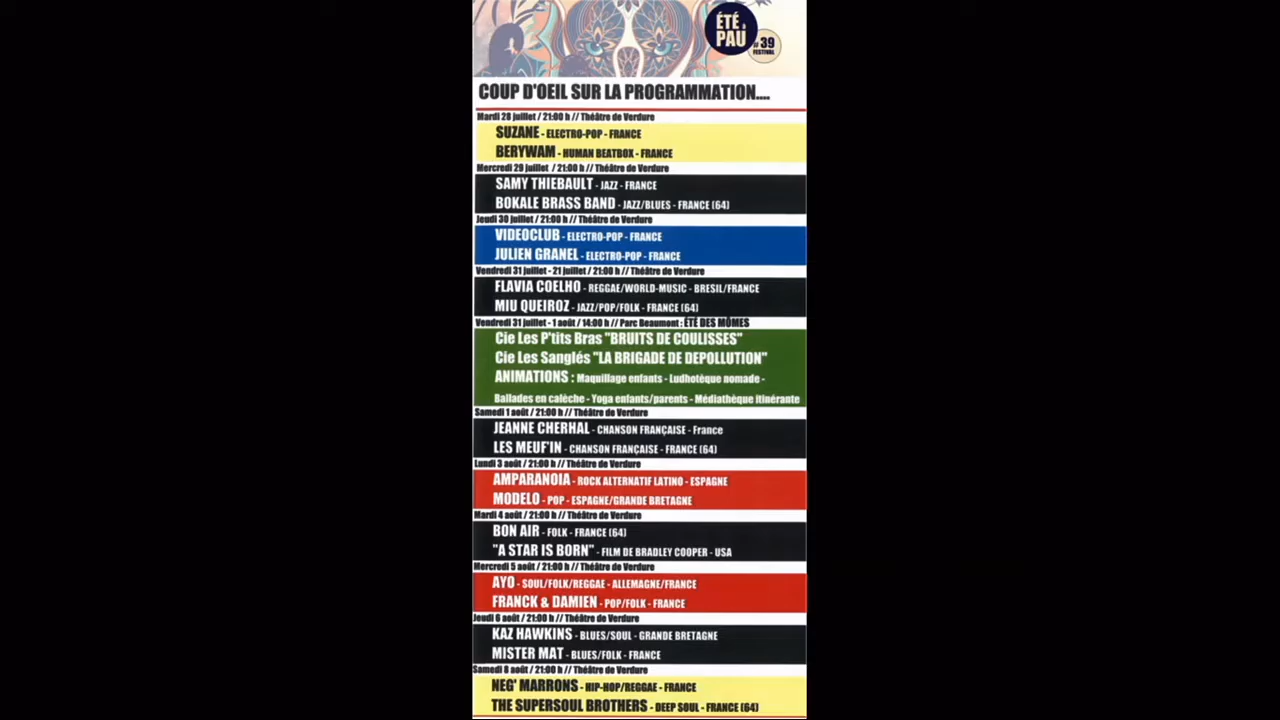 ÉTÉ À
PAU
# 39
FESTIVAL
COUP D'OEIL SUR LA PROGRAMMATION....
Mardi 28 juillet / 21:00 h // Théâtre de Verdure
SUZANE - ELECTRO-POP - FRANCE
BERYWAM - HUMAN BEATBOX - FRANCE
Mercredi 29 juillet / 21:00 h // Théâtre de Verdure
SAMY THIEBAULT - JAZZ - FRANCE
BOKALE BRASS BAND - JAZZ/BLUES - FRANCE (64)
Jeudi 30 juillet / 21:00 h // Théâtre de Verdure
VIDEOCLUB - ELECTRO-POP - FRANCE
JULIEN GRANEL - ELECTRO-POP - FRANCE
Vendredi 31 juillet - 21 juillet / 21:00 h // Théâtre de Verdure
FLAVIA COELHO - REGGAE/WORLD-MUSIC - BRESIL/FRANCE
MIU QUEIROZ - JAZZ/POP/FOLK - FRANCE (64)
Vendredi 31 juillet - 1 août / 14:00 h // Parc Beaumont : ÉTÉ DES MÔMES
Cie Les P'tits Bras "BRUITS DE COULISSES"
Cie Les Sanglés "LA BRIGADE DE DEPOLLUTION"
ANIMATIONS : Maquillage enfants - Ludhotèque nomade -
Ballades en calèche - Yoga enfants/parents - Médiathèque itinérante
Samedi 1 août / 21:00 h // Théâtre de Verdure
JEANNE CHERHAL - CHANSON FRANÇAISE - France
LES MEUF'IN - CHANSON FRANÇAISE - FRANCE (64)
Lundi 3 août / 21:00 h // Théâtre de Verdure
AMPARANOIA - ROCK ALTERNATIF LATINO - ESPAGNE
MODELO - POP - ESPAGNE/GRANDE BRETAGNE
Mardi 4 août / 21:00 h // Théâtre de Verdure
BON AIR - FOLK - FRANCE (64)
"A STAR IS BORN" - FILM DE BRADLEY COOPER - USA
Mercredi 5 août / 21:00 h // Théâtre de Verdure
AYO - SOUL/FOLK/REGGAE - ALLEMAGNE/FRANCE
FRANCK & DAMIEN - POP/FOLK - FRANCE
Jeudi 6 août / 21:00 h // Théâtre de Verdure
KAZ HAWKINS - BLUES/SOUL - GRANDE BRETAGNE
MISTER MAT - BLUES/FOLK - FRANCE
Samedi 8 août / 21:00 h // Théâtre de Verdure
NEG' MARRONS - HIP-HOP/REGGAE - FRANCE
THE SUPERSOUL BROTHERS - DEEP SOUL - FRANCE (64)